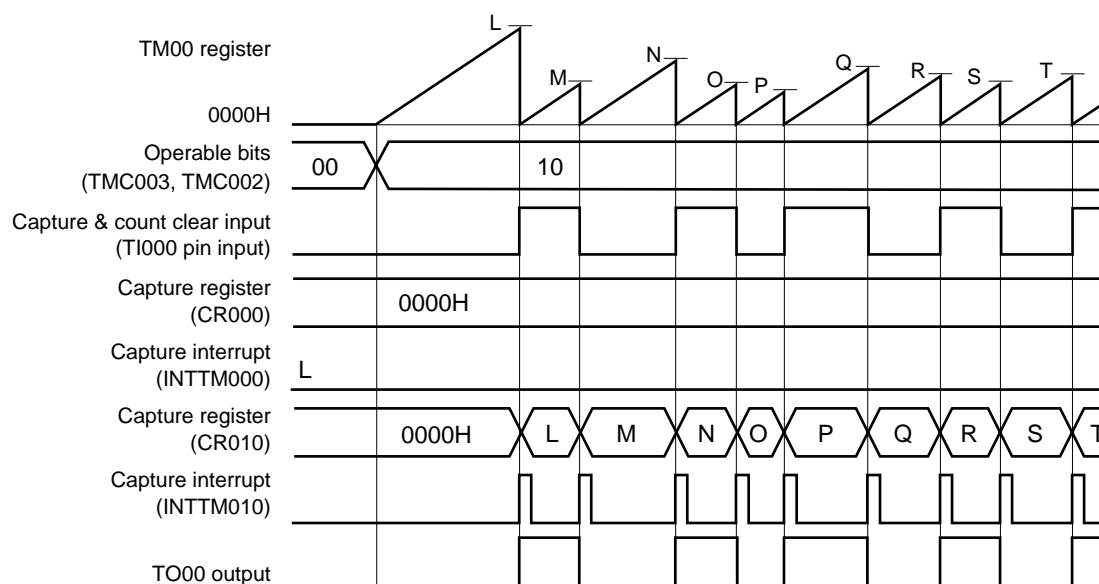 TM00 register
0000H
L
M
N
O
P
Q
R
S
T
Operable bits
(TMC003, TMC002)
00
10
Capture & count clear input
(TI000 pin input)
Capture register
(CR000)
0000H
Capture interrupt
(INTTM000)
L
Capture register
(CR010)
0000H
L
M
N
O
P
Q
R
S
T
Capture interrupt
(INTTM010)
TO00 output